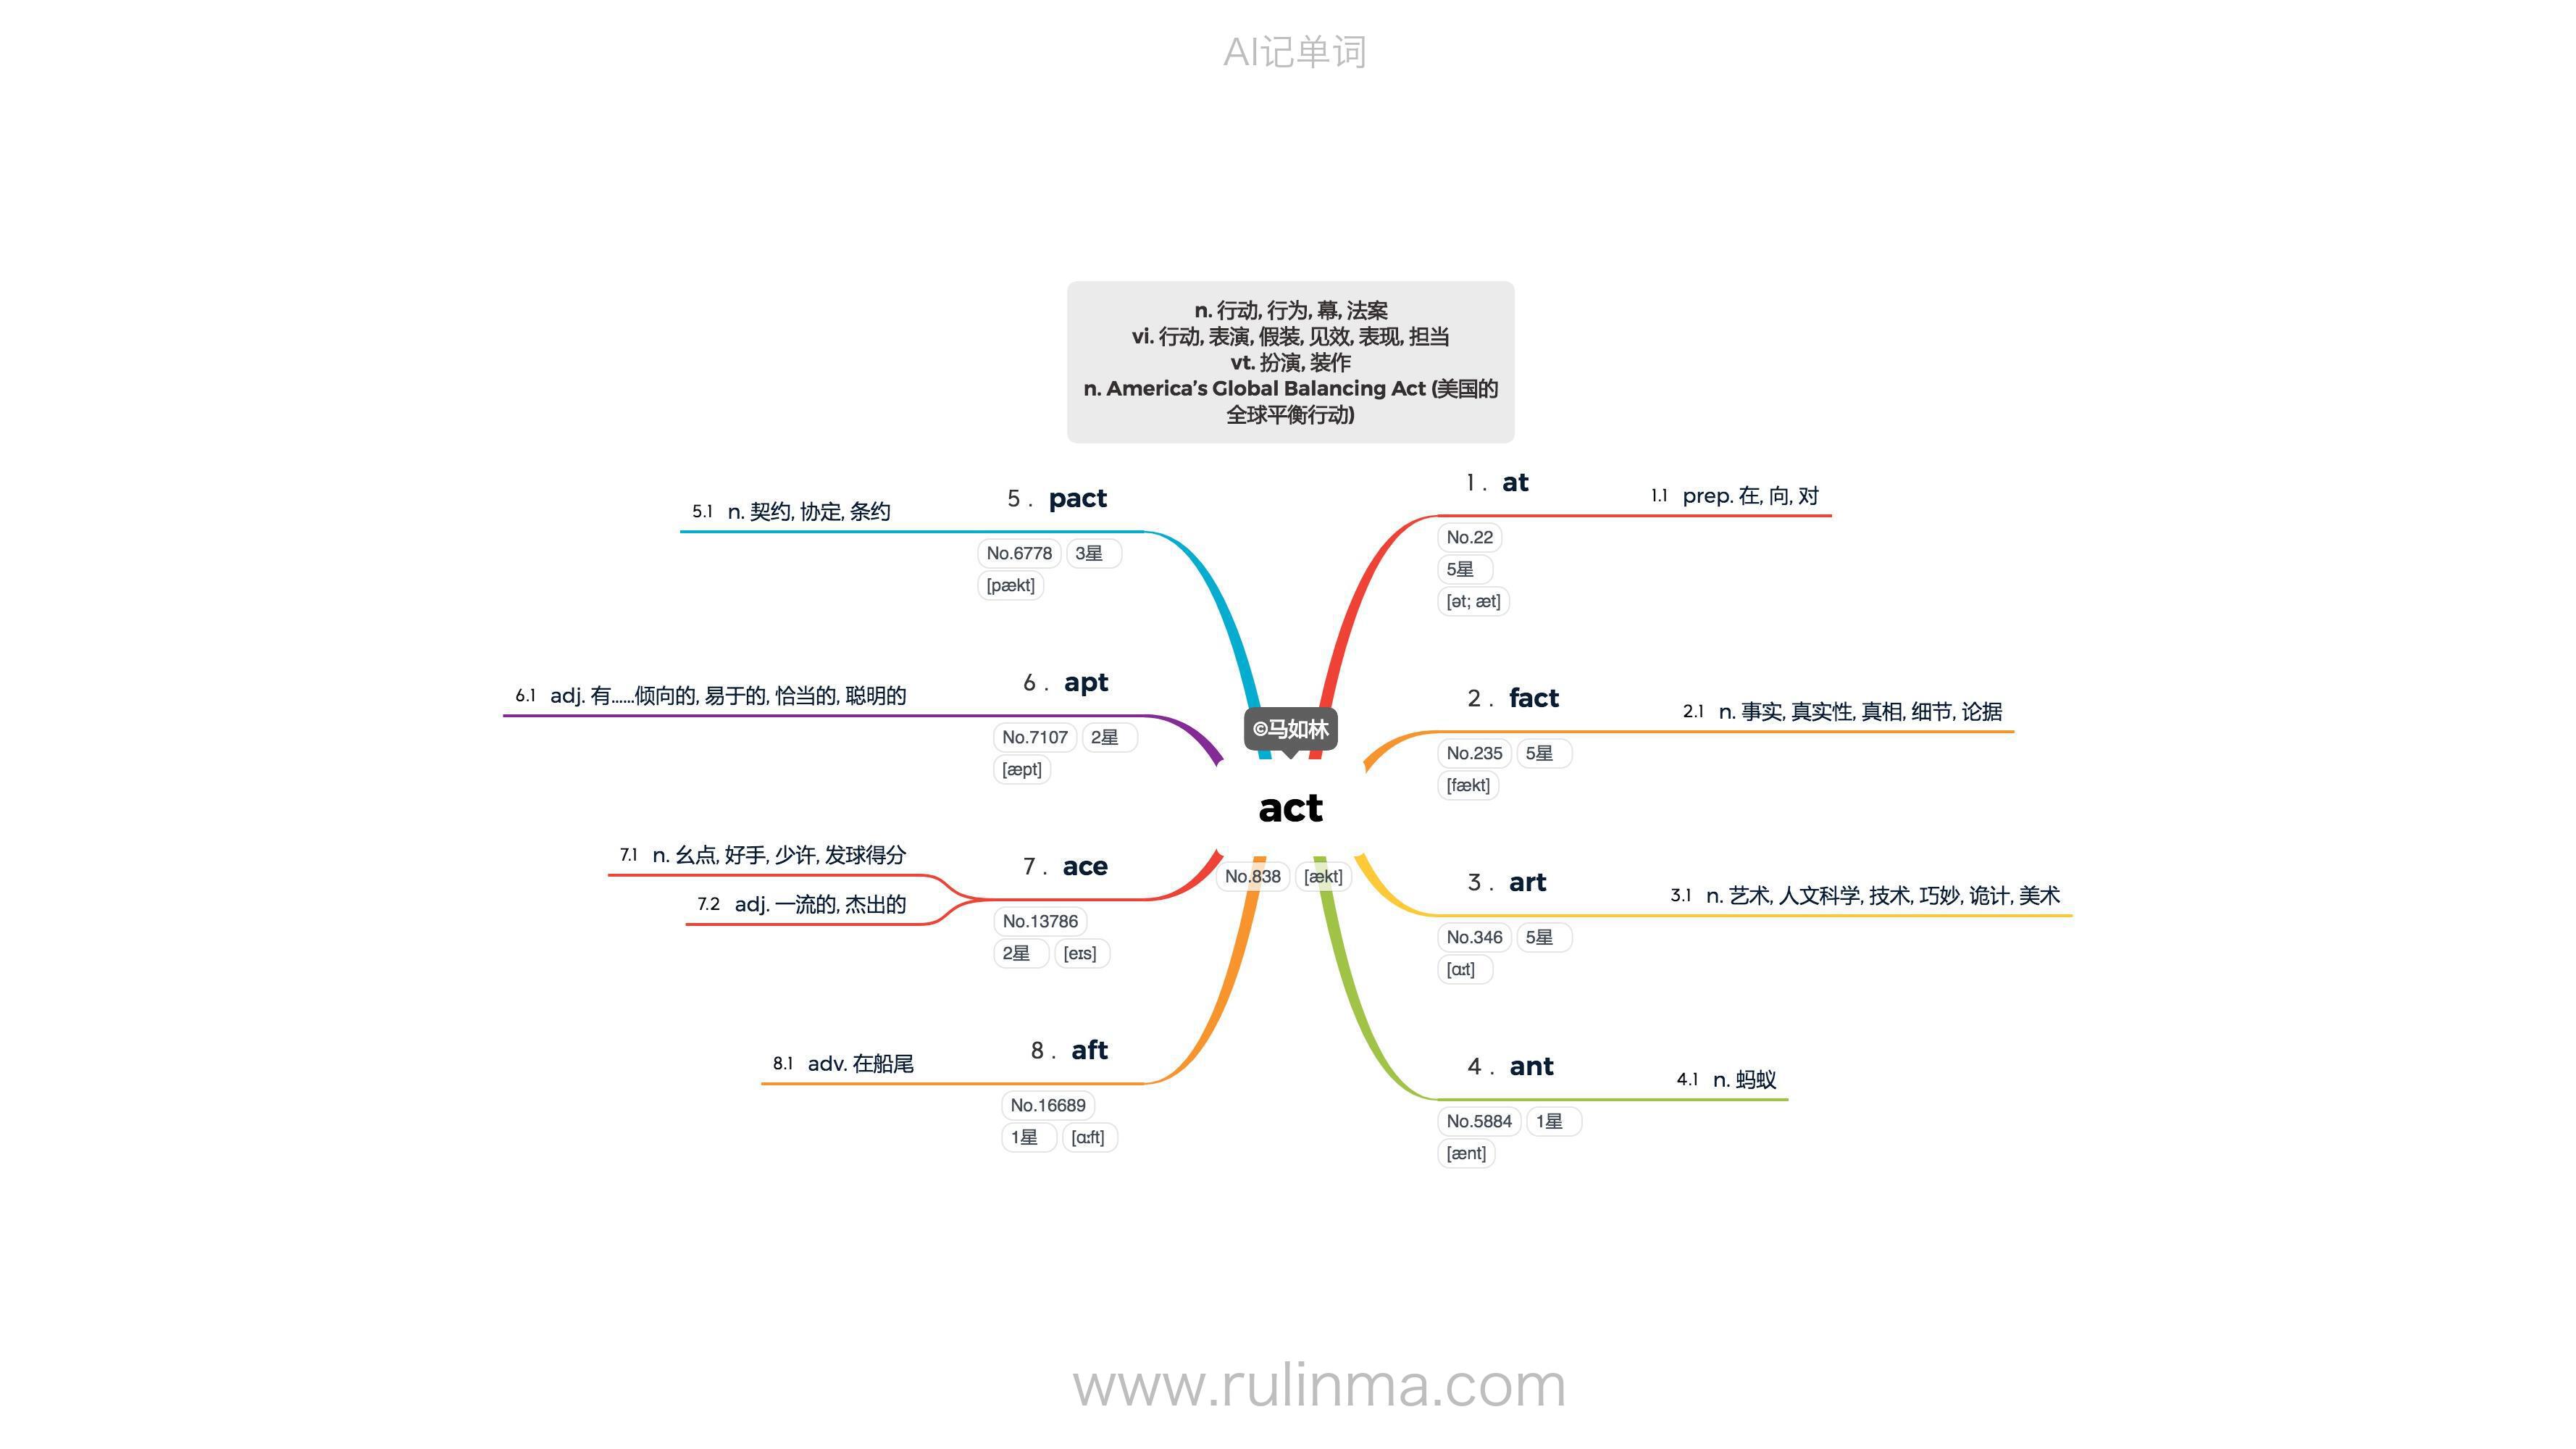 AI记单词
n. 行动, 行为, 幕, 法案
vi. 行动, 表演, 假装, 见效, 表现, 担当
vt. 扮演, 装作
n. America’s Global Balancing Act (美国的
全球平衡行动)
©马如林
act
No.838 [ækt]
1. at
No.22
5星
[ət; æt]
1.1 prep. 在, 向, 对
2. fact
No.235 5星
[fækt]
2.1 n. 事实, 真实性, 真相, 细节, 论据
3. art
No.346 5星
[ɑːt]
3.1 n. 艺术, 人文科学, 技术, 巧妙, 诡计, 美术
4. ant
No.5884 1星
[ænt]
4.1 n. 蚂蚁
5. pact
No.6778 3星
[pækt]
5.1 n. 契约, 协定, 条约
6. apt
No.7107 2星
[æpt]
6.1 adj. 有……倾向的, 易于的, 恰当的, 聪明的
7. ace
No.13786
2星 [eɪs]
7.1 n. 幺点, 好手, 少许, 发球得分
7.2 adj. 一流的, 杰出的
8. aft
No.16689
1星 [ɑːft]
8.1 adv. 在船尾
www.rulinma.com